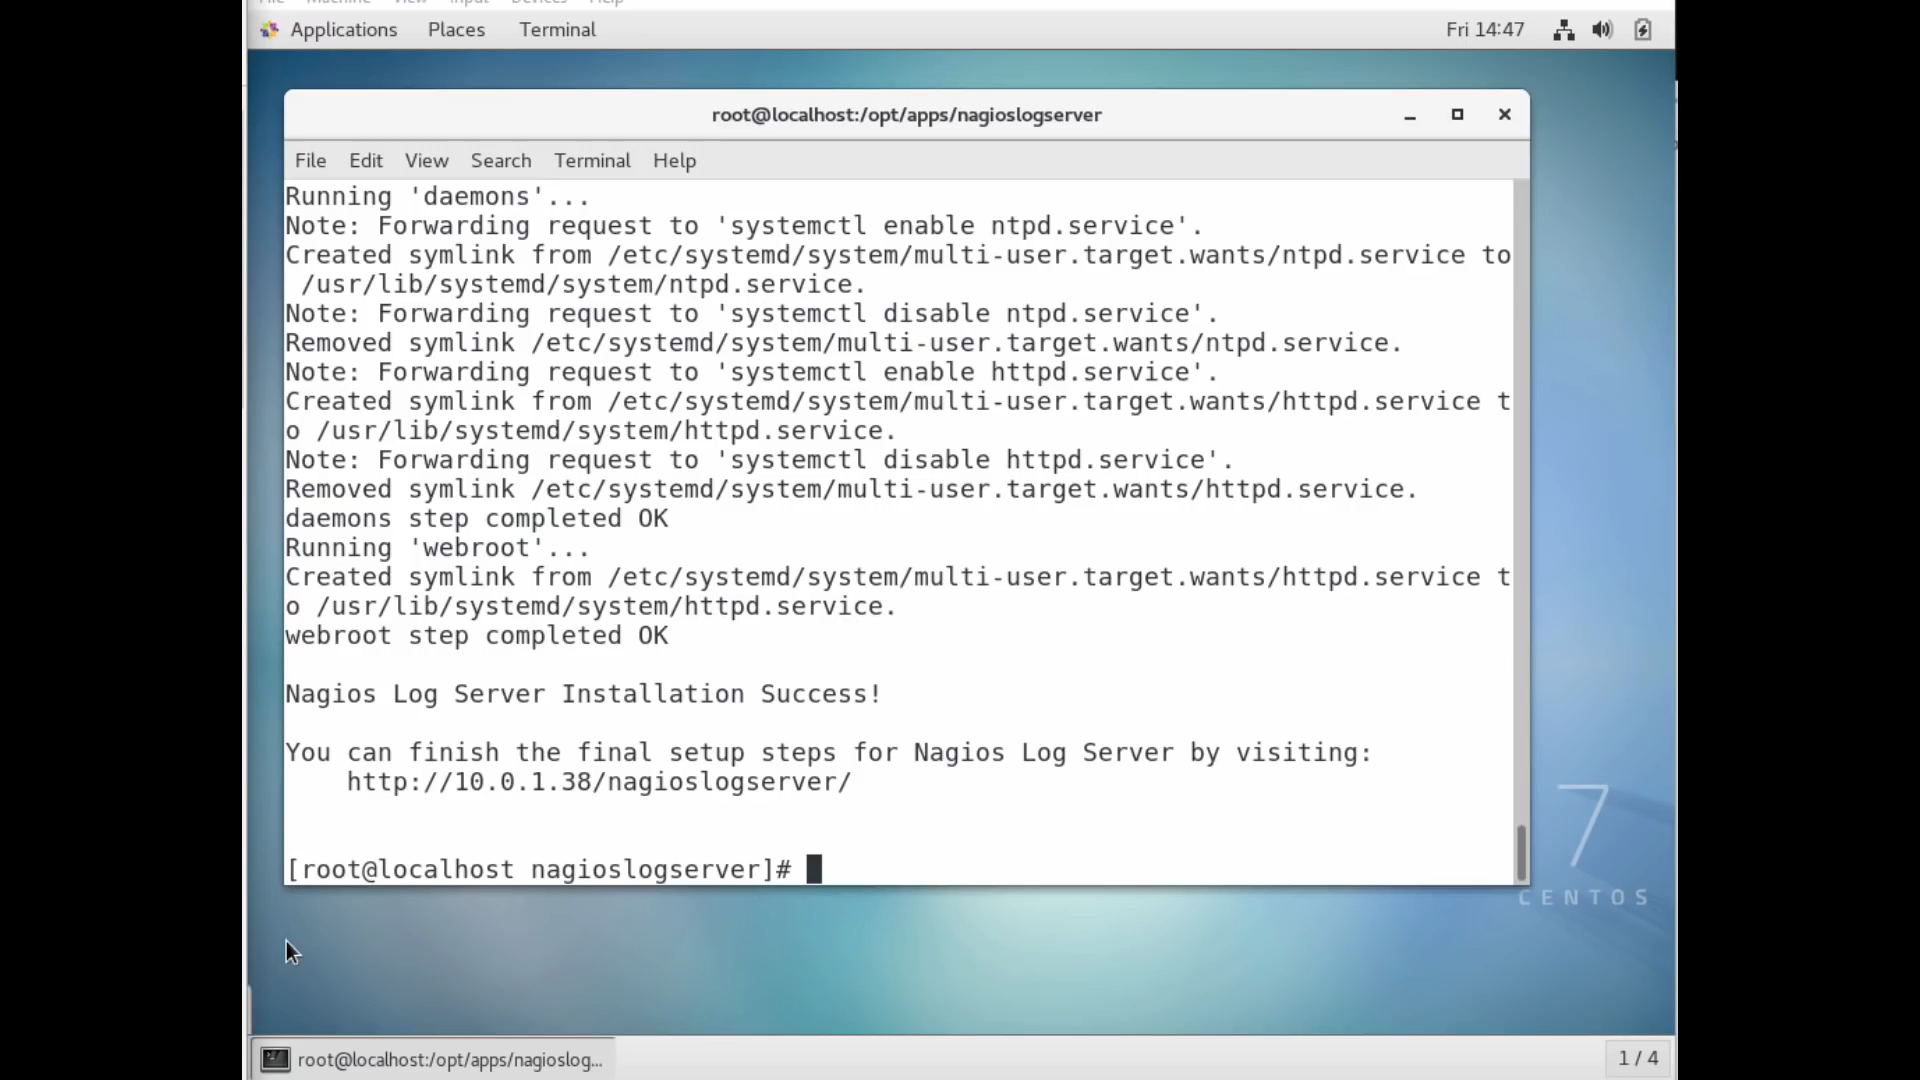 File Machine View Input Devices Help
Applications Places Terminal Fri 14:47
root@localhost:/opt/apps/nagioslogserver
File Edit View Search Terminal Help
Running 'daemons'...
Note: Forwarding request to 'systemctl enable ntpd.service'.
Created symlink from /etc/systemd/system/multi-user.target.wants/ntpd.service to
 /usr/lib/systemd/system/ntpd.service.
Note: Forwarding request to 'systemctl disable ntpd.service'.
Removed symlink /etc/systemd/system/multi-user.target.wants/ntpd.service.
Note: Forwarding request to 'systemctl enable httpd.service'.
Created symlink from /etc/systemd/system/multi-user.target.wants/httpd.service t
o /usr/lib/systemd/system/httpd.service.
Note: Forwarding request to 'systemctl disable httpd.service'.
Removed symlink /etc/systemd/system/multi-user.target.wants/httpd.service.
daemons step completed OK
Running 'webroot'...
Created symlink from /etc/systemd/system/multi-user.target.wants/httpd.service t
o /usr/lib/systemd/system/httpd.service.
webroot step completed OK
Nagios Log Server Installation Success!
You can finish the final setup steps for Nagios Log Server by visiting:
    http://10.0.1.38/nagioslogserver/
[root@localhost nagioslogserver]#
7
CENTOS
root@localhost:/opt/apps/nagioslog...
1 / 4